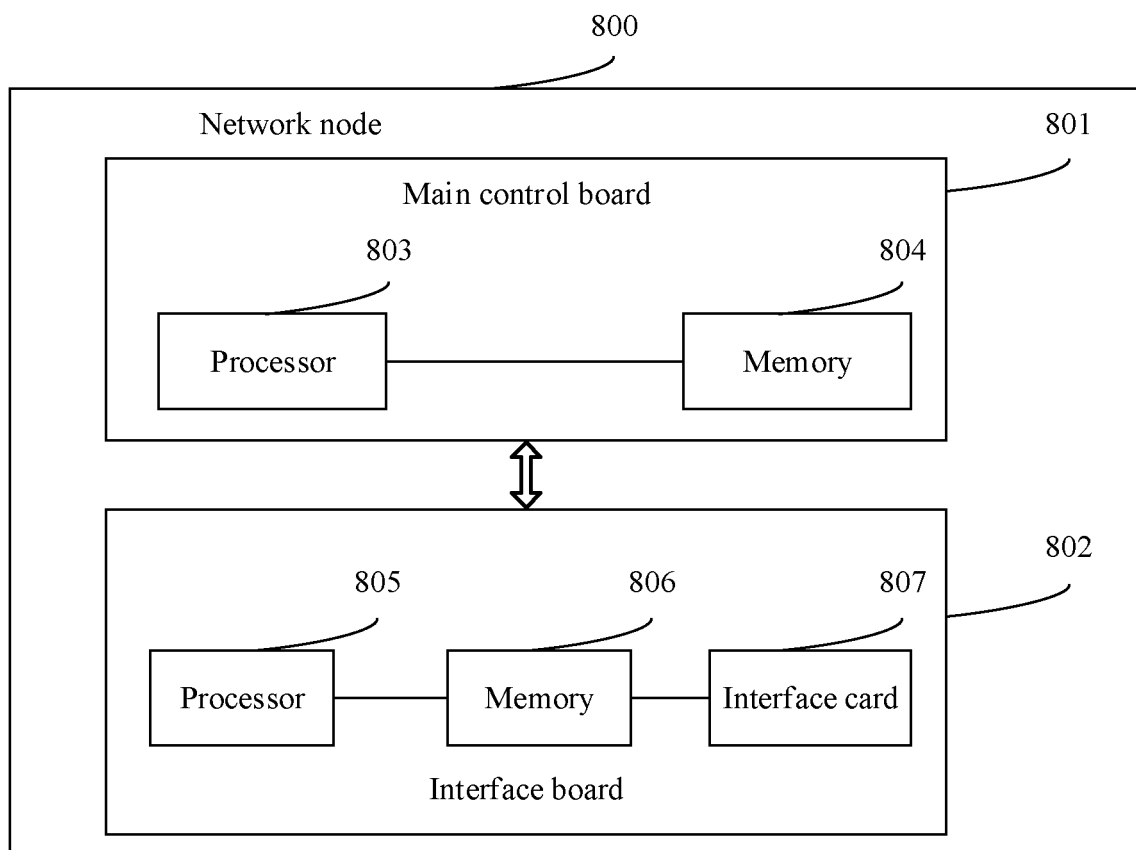 800
Network node
801
Main control board
803
804
Processor
Memory
802
805
806
807
Processor
Memory
Interface card
Interface board